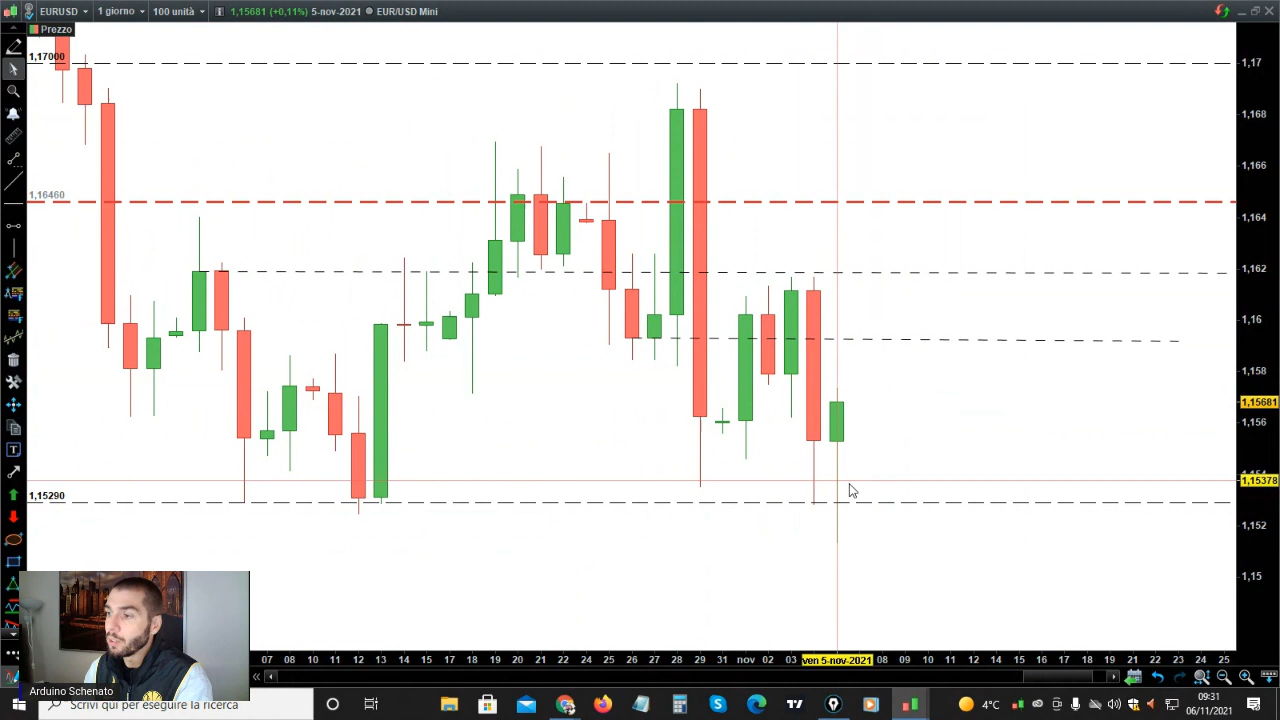 EURUSD 1 giorno 100 unità 1,15681 (+0,11%) 5-nov-2021 EUR/USD Mini
Prezzo
1,17000
1,17
1,168
1,166
1,16460
1,164
1,162
1,16
1,158
1,15681
1,156
1,15378
1,15290
1,152
1,15
07 08 10 11 12 13 14 15 17 18 19 20 21 22 24 25 26 27 28 29 31 nov 02 03 ven 5-nov-2021 08 09 10 11 12 14 15 16 17 18 19 21 22 23 25
Arduino Schenato
Scrivi qui per eseguire la ricerca
4°C
09:31
06/11/2021